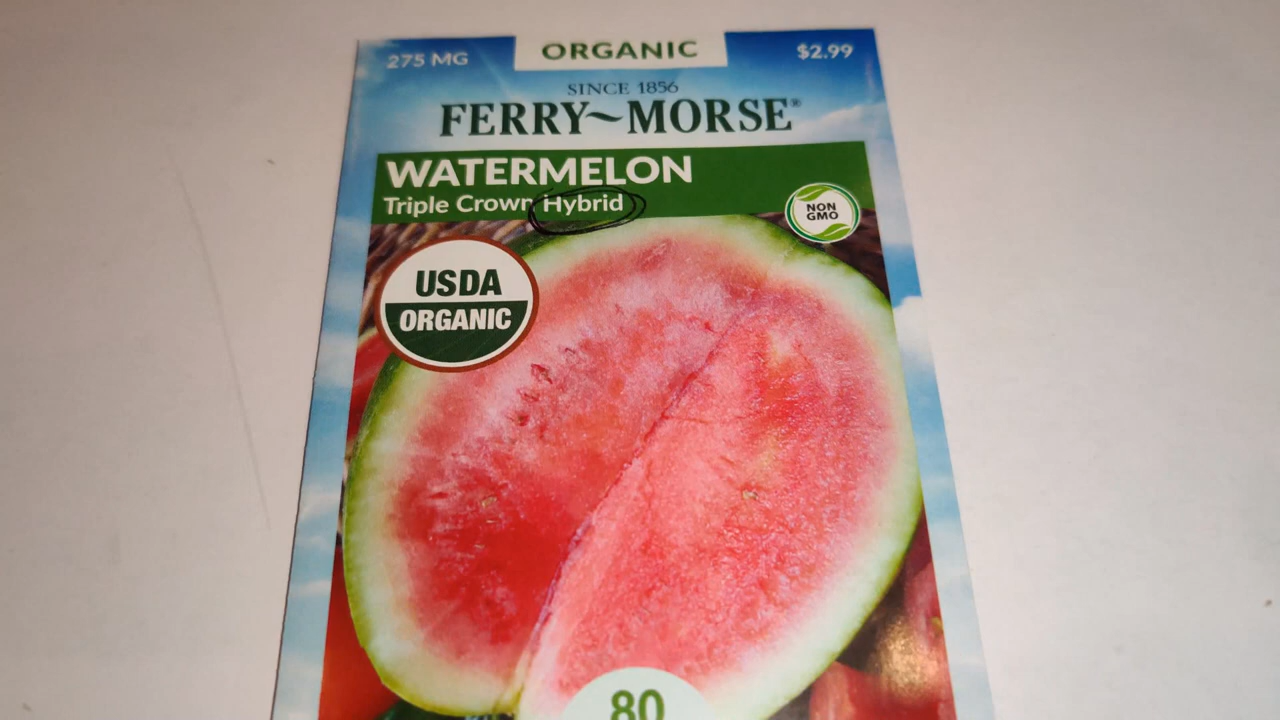 275 MG
ORGANIC
$2.99
SINCE 1856
FERRY~MORSE®
WATERMELON
Triple Crown Hybrid
NON
GMO
USDA
ORGANIC
80